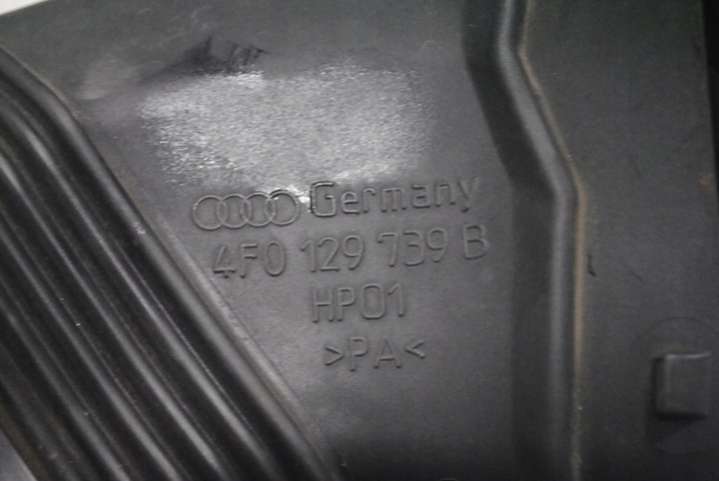 Germany
4F0 129 739 B
HP01
>PA<